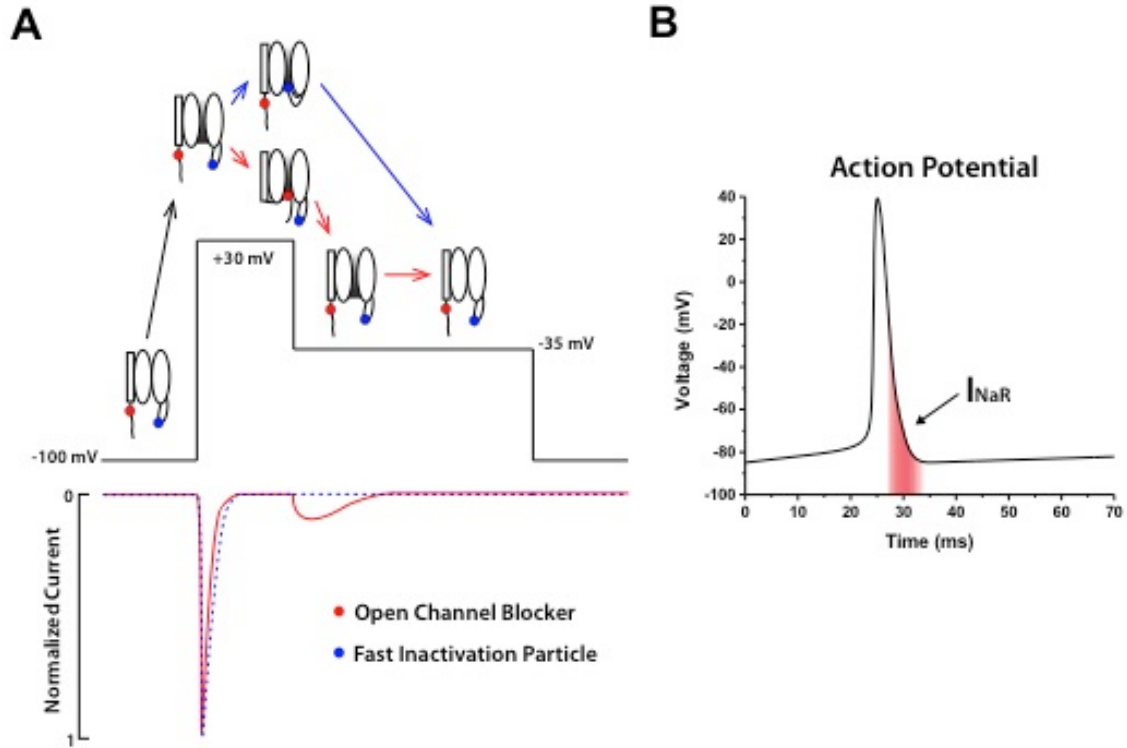 A
+30 mV
-35 mV
-100 mV
0
Normalized Current
1
Open Channel Blocker
Fast Inactivation Particle
B
Action Potential
40
20
0
-20
-40
-60
-80
-100
Voltage (mV)
INaR
0 10 20 30 40 50 60 70
Time (ms)